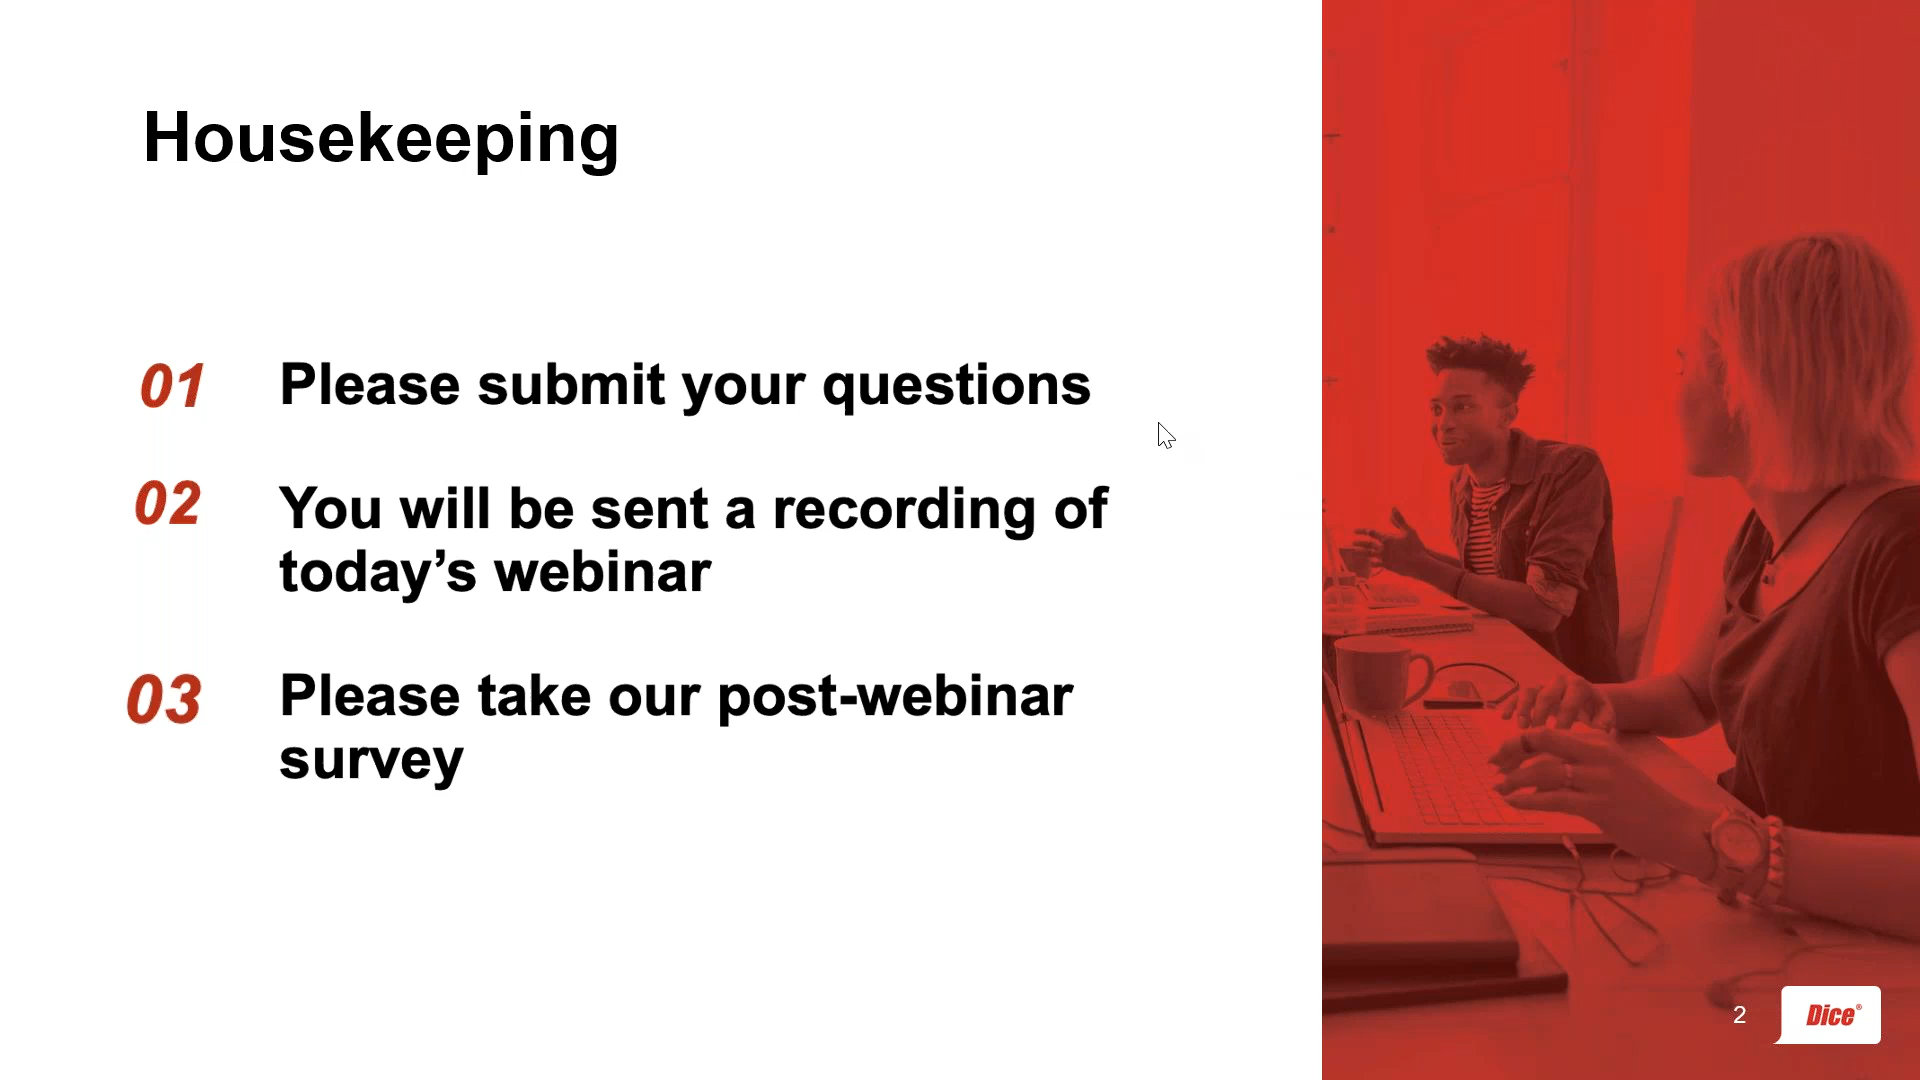 Housekeeping
01 Please submit your questions
02 You will be sent a recording of
today’s webinar
03 Please take our post-webinar
survey
2
Dice®